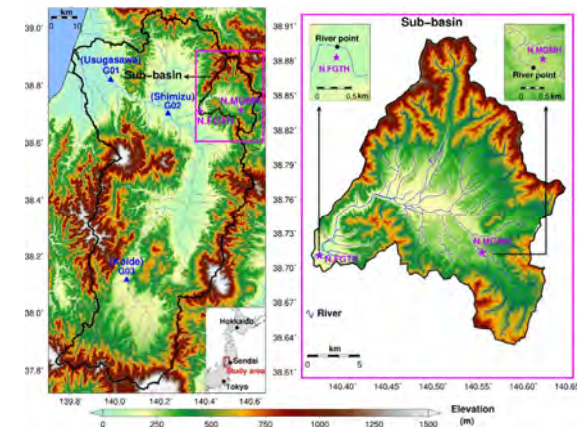 Sub-basin
39.0
38.8
38.6
38.4
38.2
38.0
37.8
km
0 10
(Usugasawa)
G01
Sub-basin
(Shimizu)
G02
N.MGMH
N.FGTH
(Koide)
G03
Hokkaido
Sendai
Study area
Tokyo
139.8 140.0 140.2 140.4 140.6
38.91
38.88
38.85
38.82
38.79
38.76
38.73
38.70
38.67
38.64
38.61
River point
N.FGTH
km
0 0.5
N.MGMH
River point
km
0 0.5
N.FGTH
N.MGMH
River
km
0 5
140.40 140.45 140.50 140.55 140.60 140.65
0 250 500 750 1000 1250 1500
Elevation
(m)